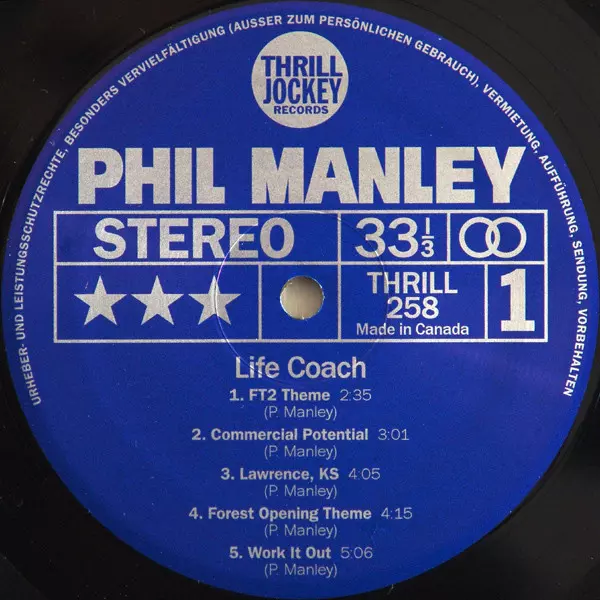 URHEBER- UND LEISTUNGSSCHUTZRECHTE, BESONDERS VERVIELFÄLTIGUNG (AUSSER ZUM PERSÖNLICHEN GEBRAUCH), VERMIETUNG, AUFFÜHRUNG, SENDUNG, VORBEHALTEN
THRILL
JOCKEY
RECORDS
PHIL MANLEY
STEREO
33 1/3
THRILL
258
Made in Canada
1
Life Coach
1. FT2 Theme 2:35
(P. Manley)
2. Commercial Potential 3:01
(P. Manley)
3. Lawrence, KS 4:05
(P. Manley)
4. Forest Opening Theme 4:15
(P. Manley)
5. Work It Out 5:06
(P. Manley)